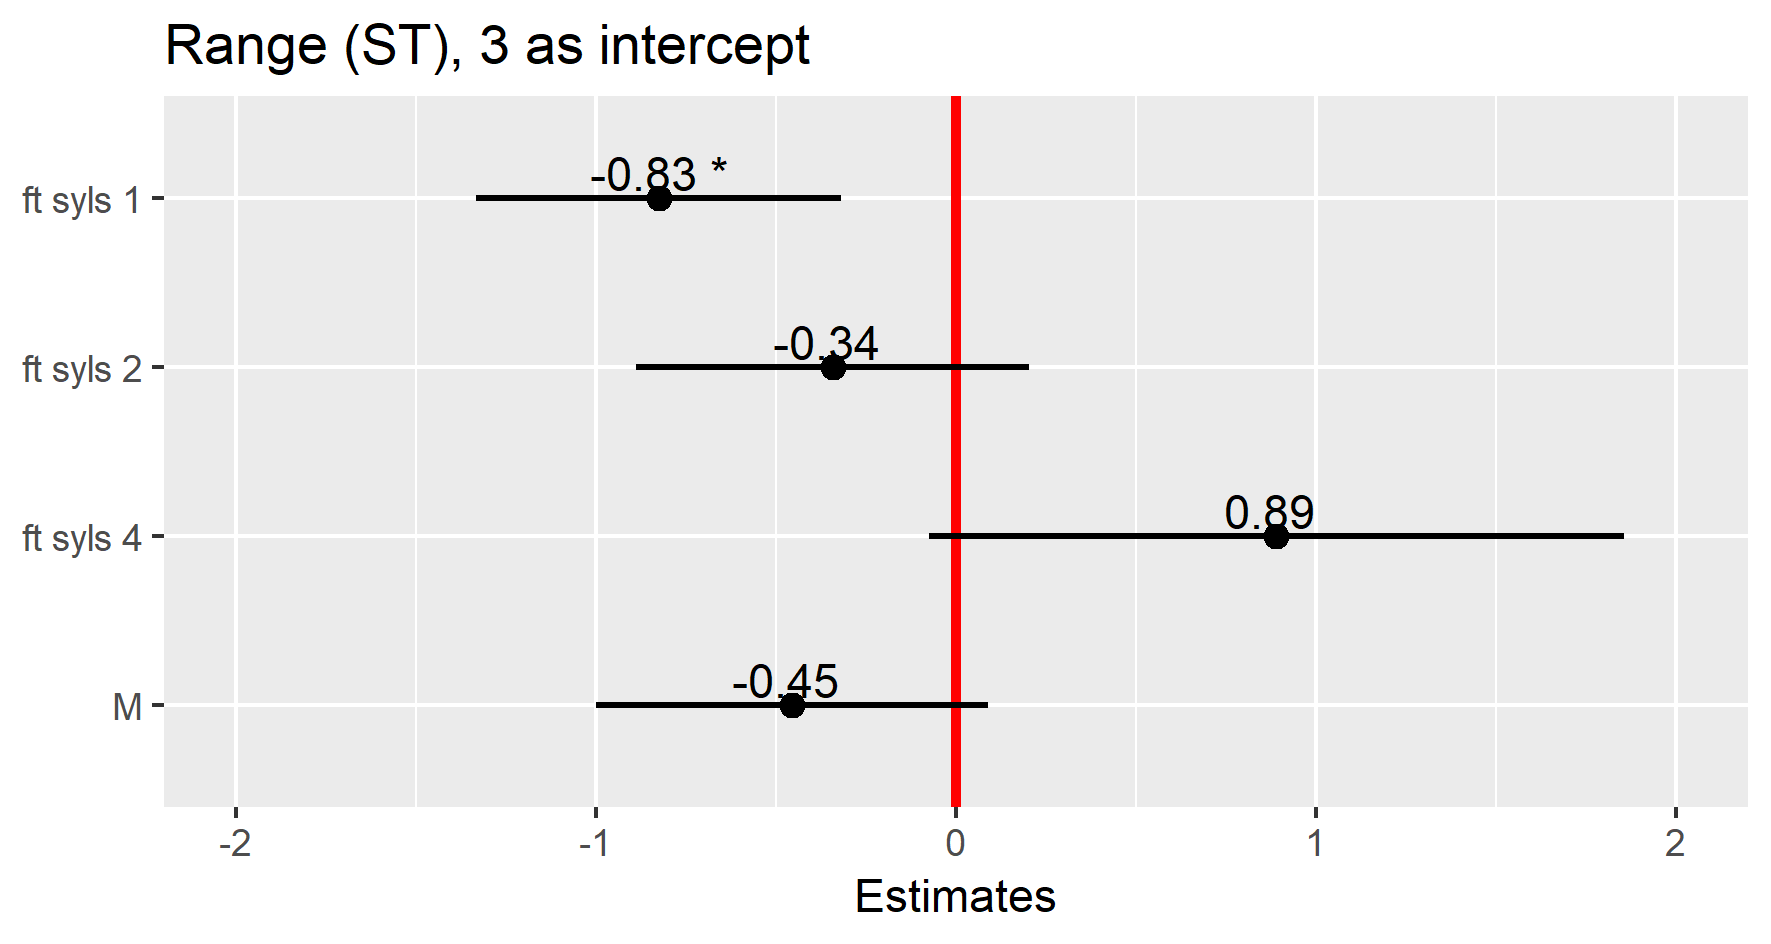 Range (ST), 3 as intercept
ft syls 1
-0.83 *
ft syls 2
-0.34
ft syls 4
0.89
M
-0.45
-2
-1
0
1
2
Estimates